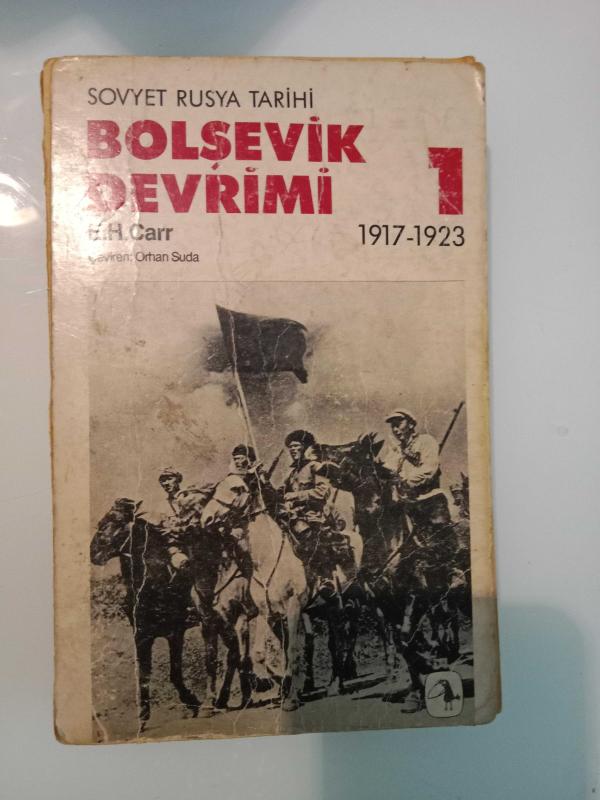 SOVYET RUSYA TARİHİ
BOLŞEVİK
DEVRİMİ 1
E.H.Carr 1917-1923
Çeviren: Orhan Suda